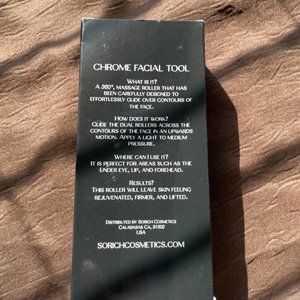 CHROME FACIAL TOOL
WHAT IS IT?
A 360°, MASSAGE ROLLER THAT HAS
BEEN CAREFULLY DESIGNED TO
EFFORTLESSLY GLIDE OVER CONTOURS
OF THE FACE.
HOW DOES IT WORK?
GLIDE THE DUAL ROLLERS ACROSS THE
CONTOURS OF THE FACE IN AN UPWARDS
MOTION. APPLY A LIGHT TO MEDIUM
PRESSURE.
WHERE CAN I USE IT?
IT IS PERFECT FOR AREAS SUCH AS THE
UNDER EYE, LIP, AND FOREHEAD.
RESULTS?
THIS ROLLER WILL LEAVE SKIN FEELING
REJUVENATED, FIRMER, AND LIFTED.
DISTRIBUTED BY SORICH COSMETICS
CALABASAS CA, 91302
USA
SORICHCOSMETICS.COM